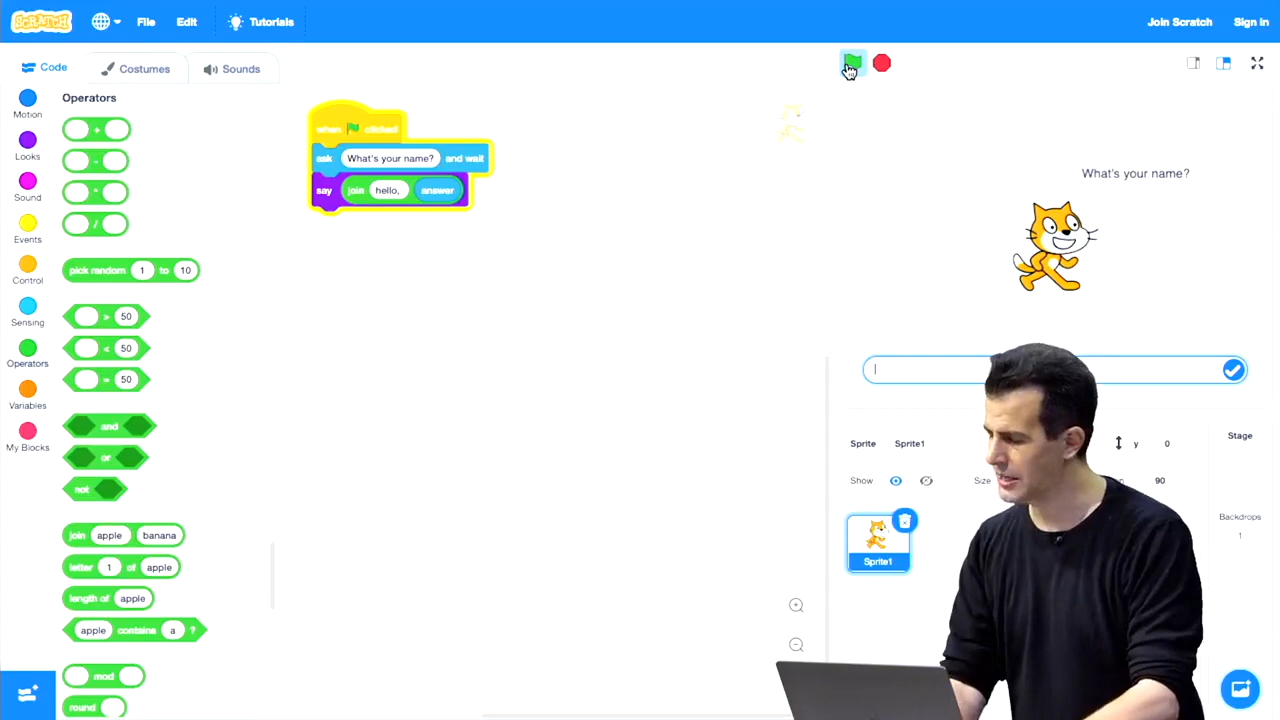 SCRATCH
File
Edit
Tutorials
Join Scratch
Sign in
Code
Costumes
Sounds
Motion
Looks
Sound
Events
Control
Sensing
Operators
Variables
My Blocks
Operators
+
-
*
/
pick random 1 to 10
> 50
< 50
= 50
and
or
not
join apple banana
letter 1 of apple
length of apple
apple contains a ?
mod
round
when clicked
ask What's your name? and wait
say join hello, answer
What's your name?
Sprite Sprite1
y 0
Show
Size
90
Sprite1
Stage
Backdrops
1